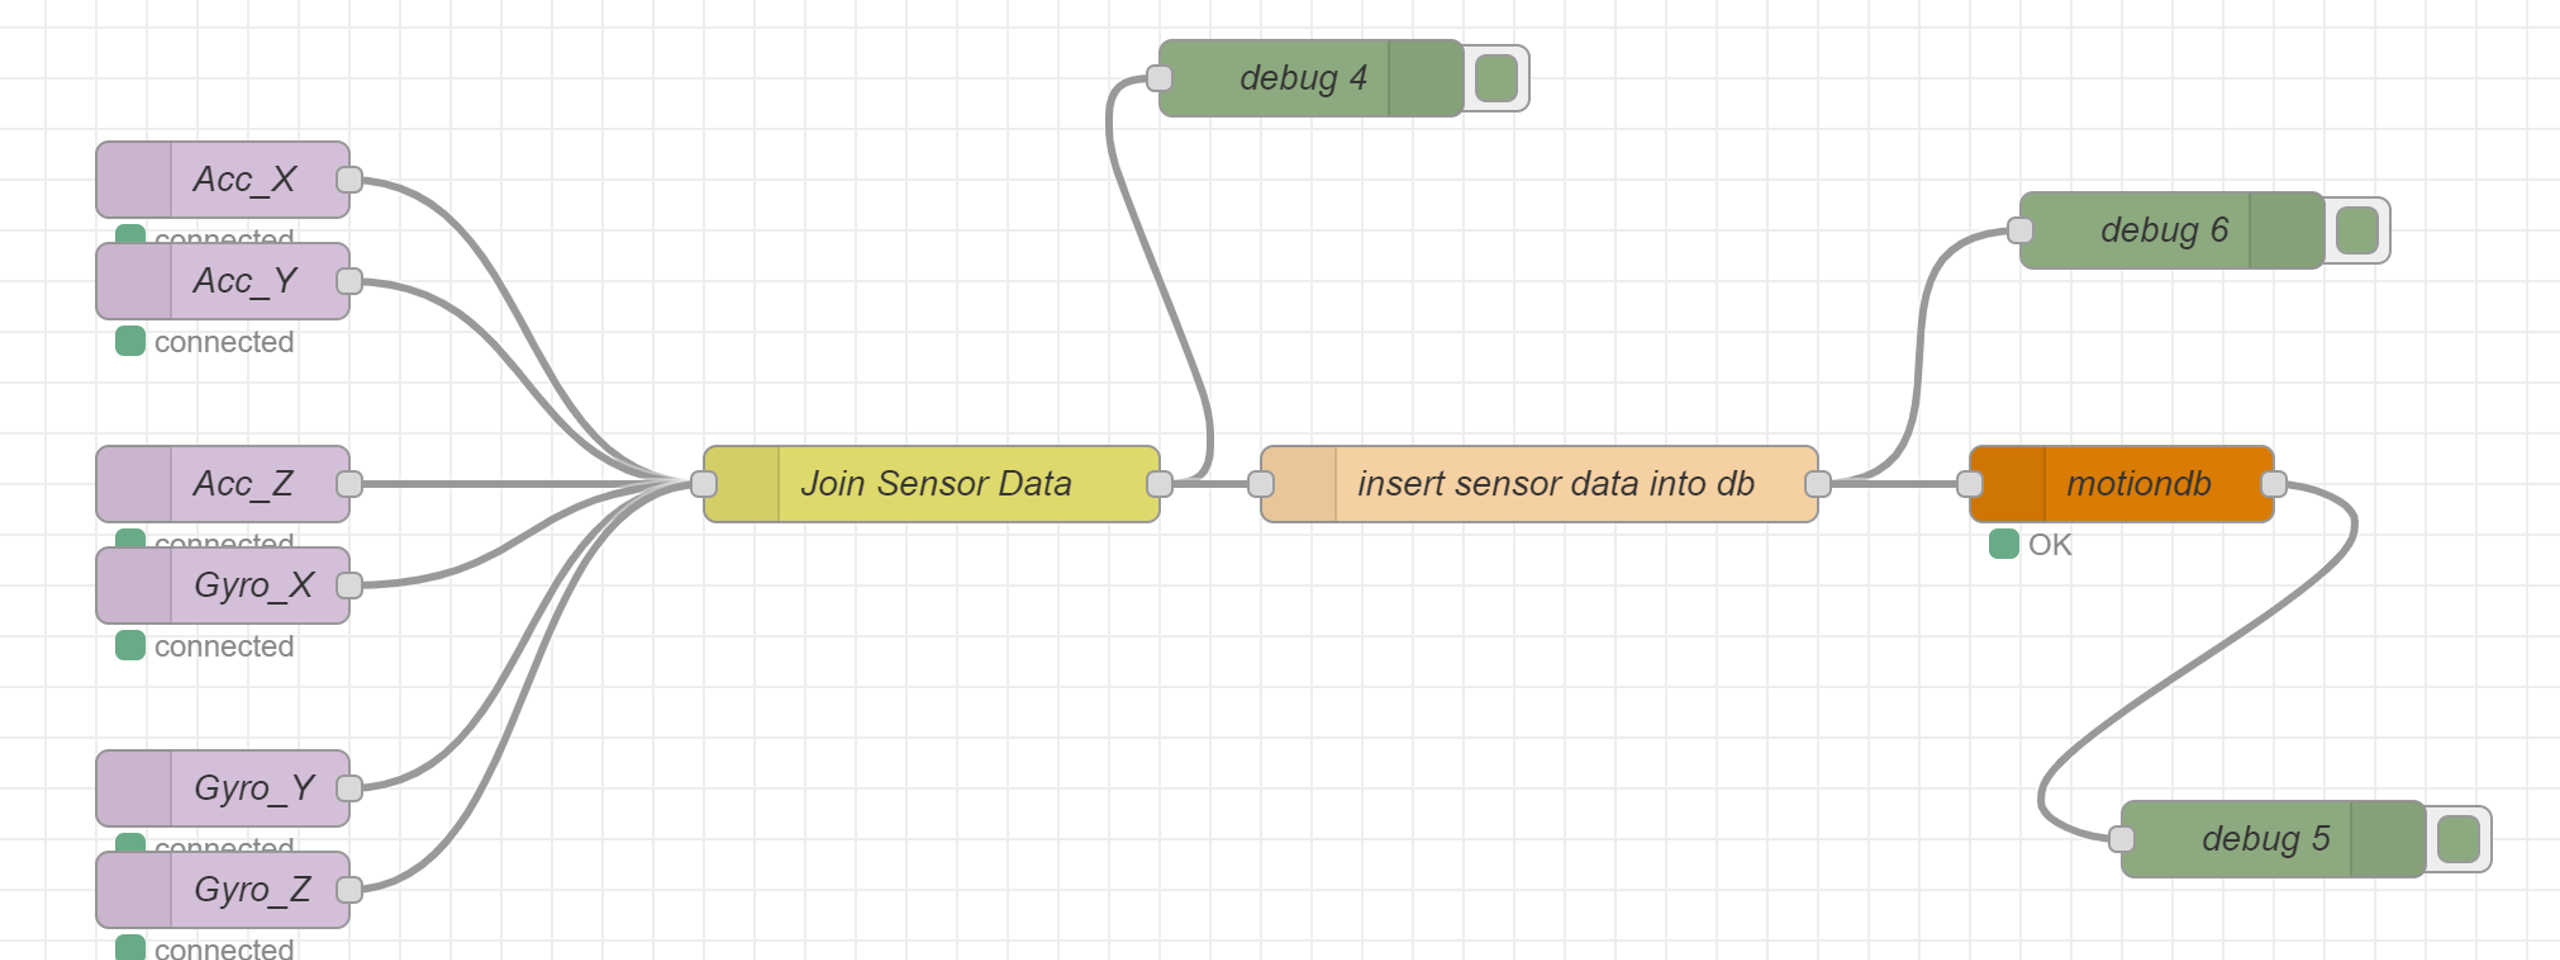 debug 4
Acc_X
connected
Acc_Y
connected
debug 6
Acc_Z
connected
Join Sensor Data
insert sensor data into db
motiondb
OK
Gyro_X
connected
Gyro_Y
connected
debug 5
Gyro_Z
connected